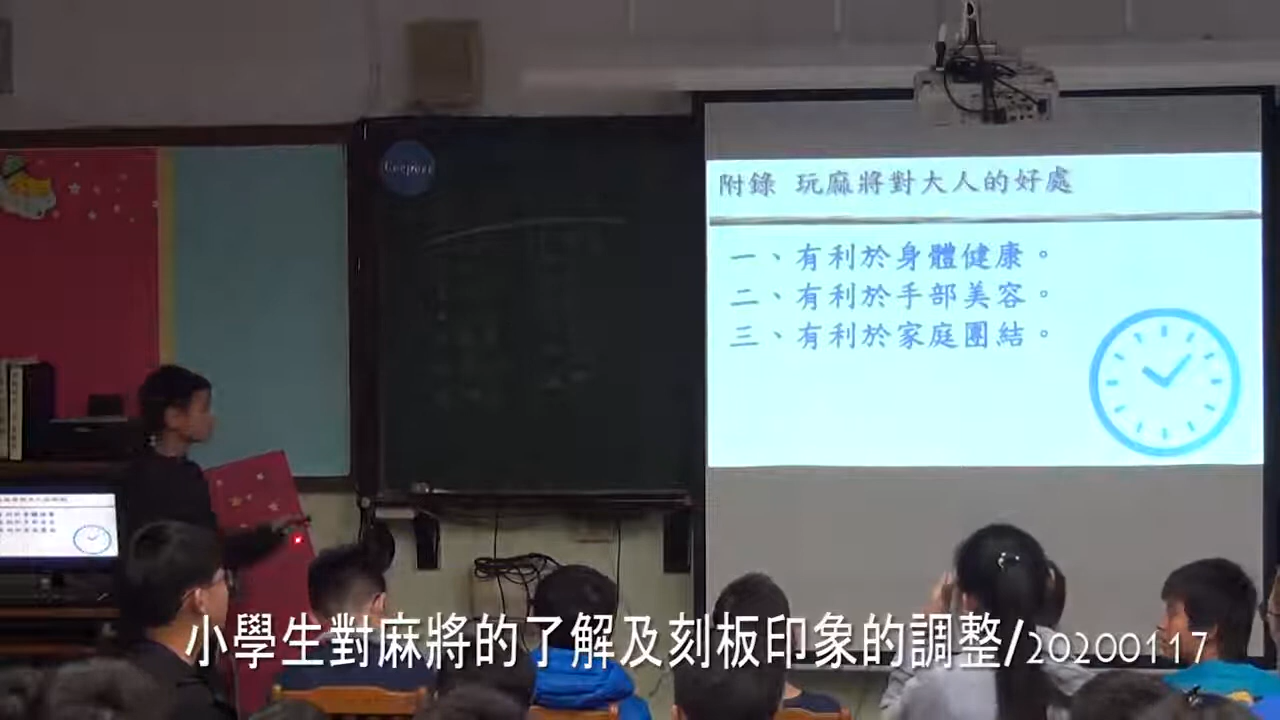 附錄 玩麻將對大人的好處
一、有利於身體健康。
二、有利於手部美容。
三、有利於家庭團結。
小學生對麻將的了解及刻板印象的調整/20200117